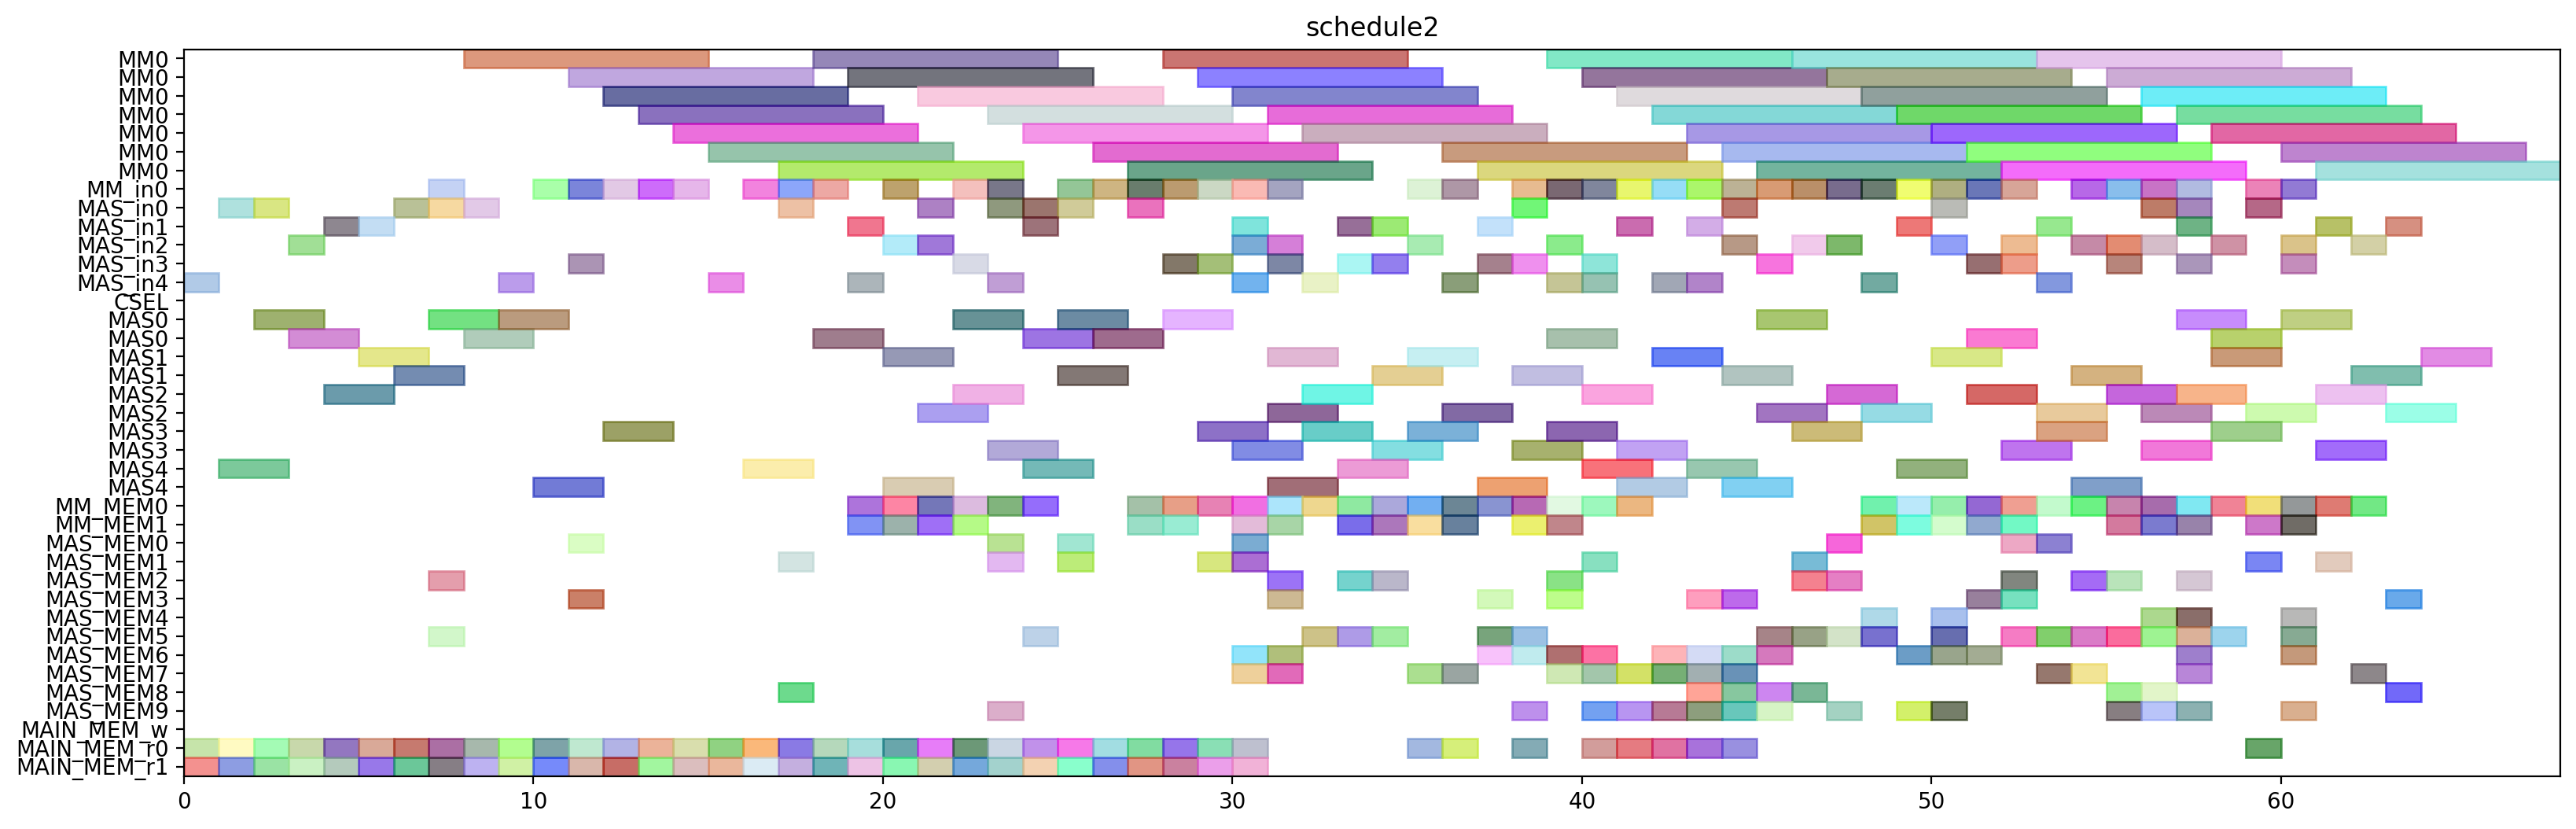 schedule2
MM0
MM0
MM0
MM0
MM0
MM0
MM0
MM_in0
MAS_in0
MAS_in1
MAS_in2
MAS_in3
MAS_in4
CSEL
MAS0
MAS0
MAS1
MAS1
MAS2
MAS2
MAS3
MAS3
MAS4
MAS4
MM_MEM0
MM_MEM1
MAS_MEM0
MAS_MEM1
MAS_MEM2
MAS_MEM3
MAS_MEM4
MAS_MEM5
MAS_MEM6
MAS_MEM7
MAS_MEM8
MAS_MEM9
MAIN_MEM_w
MAIN_MEM_r0
MAIN_MEM_r1
0 10 20 30 40 50 60